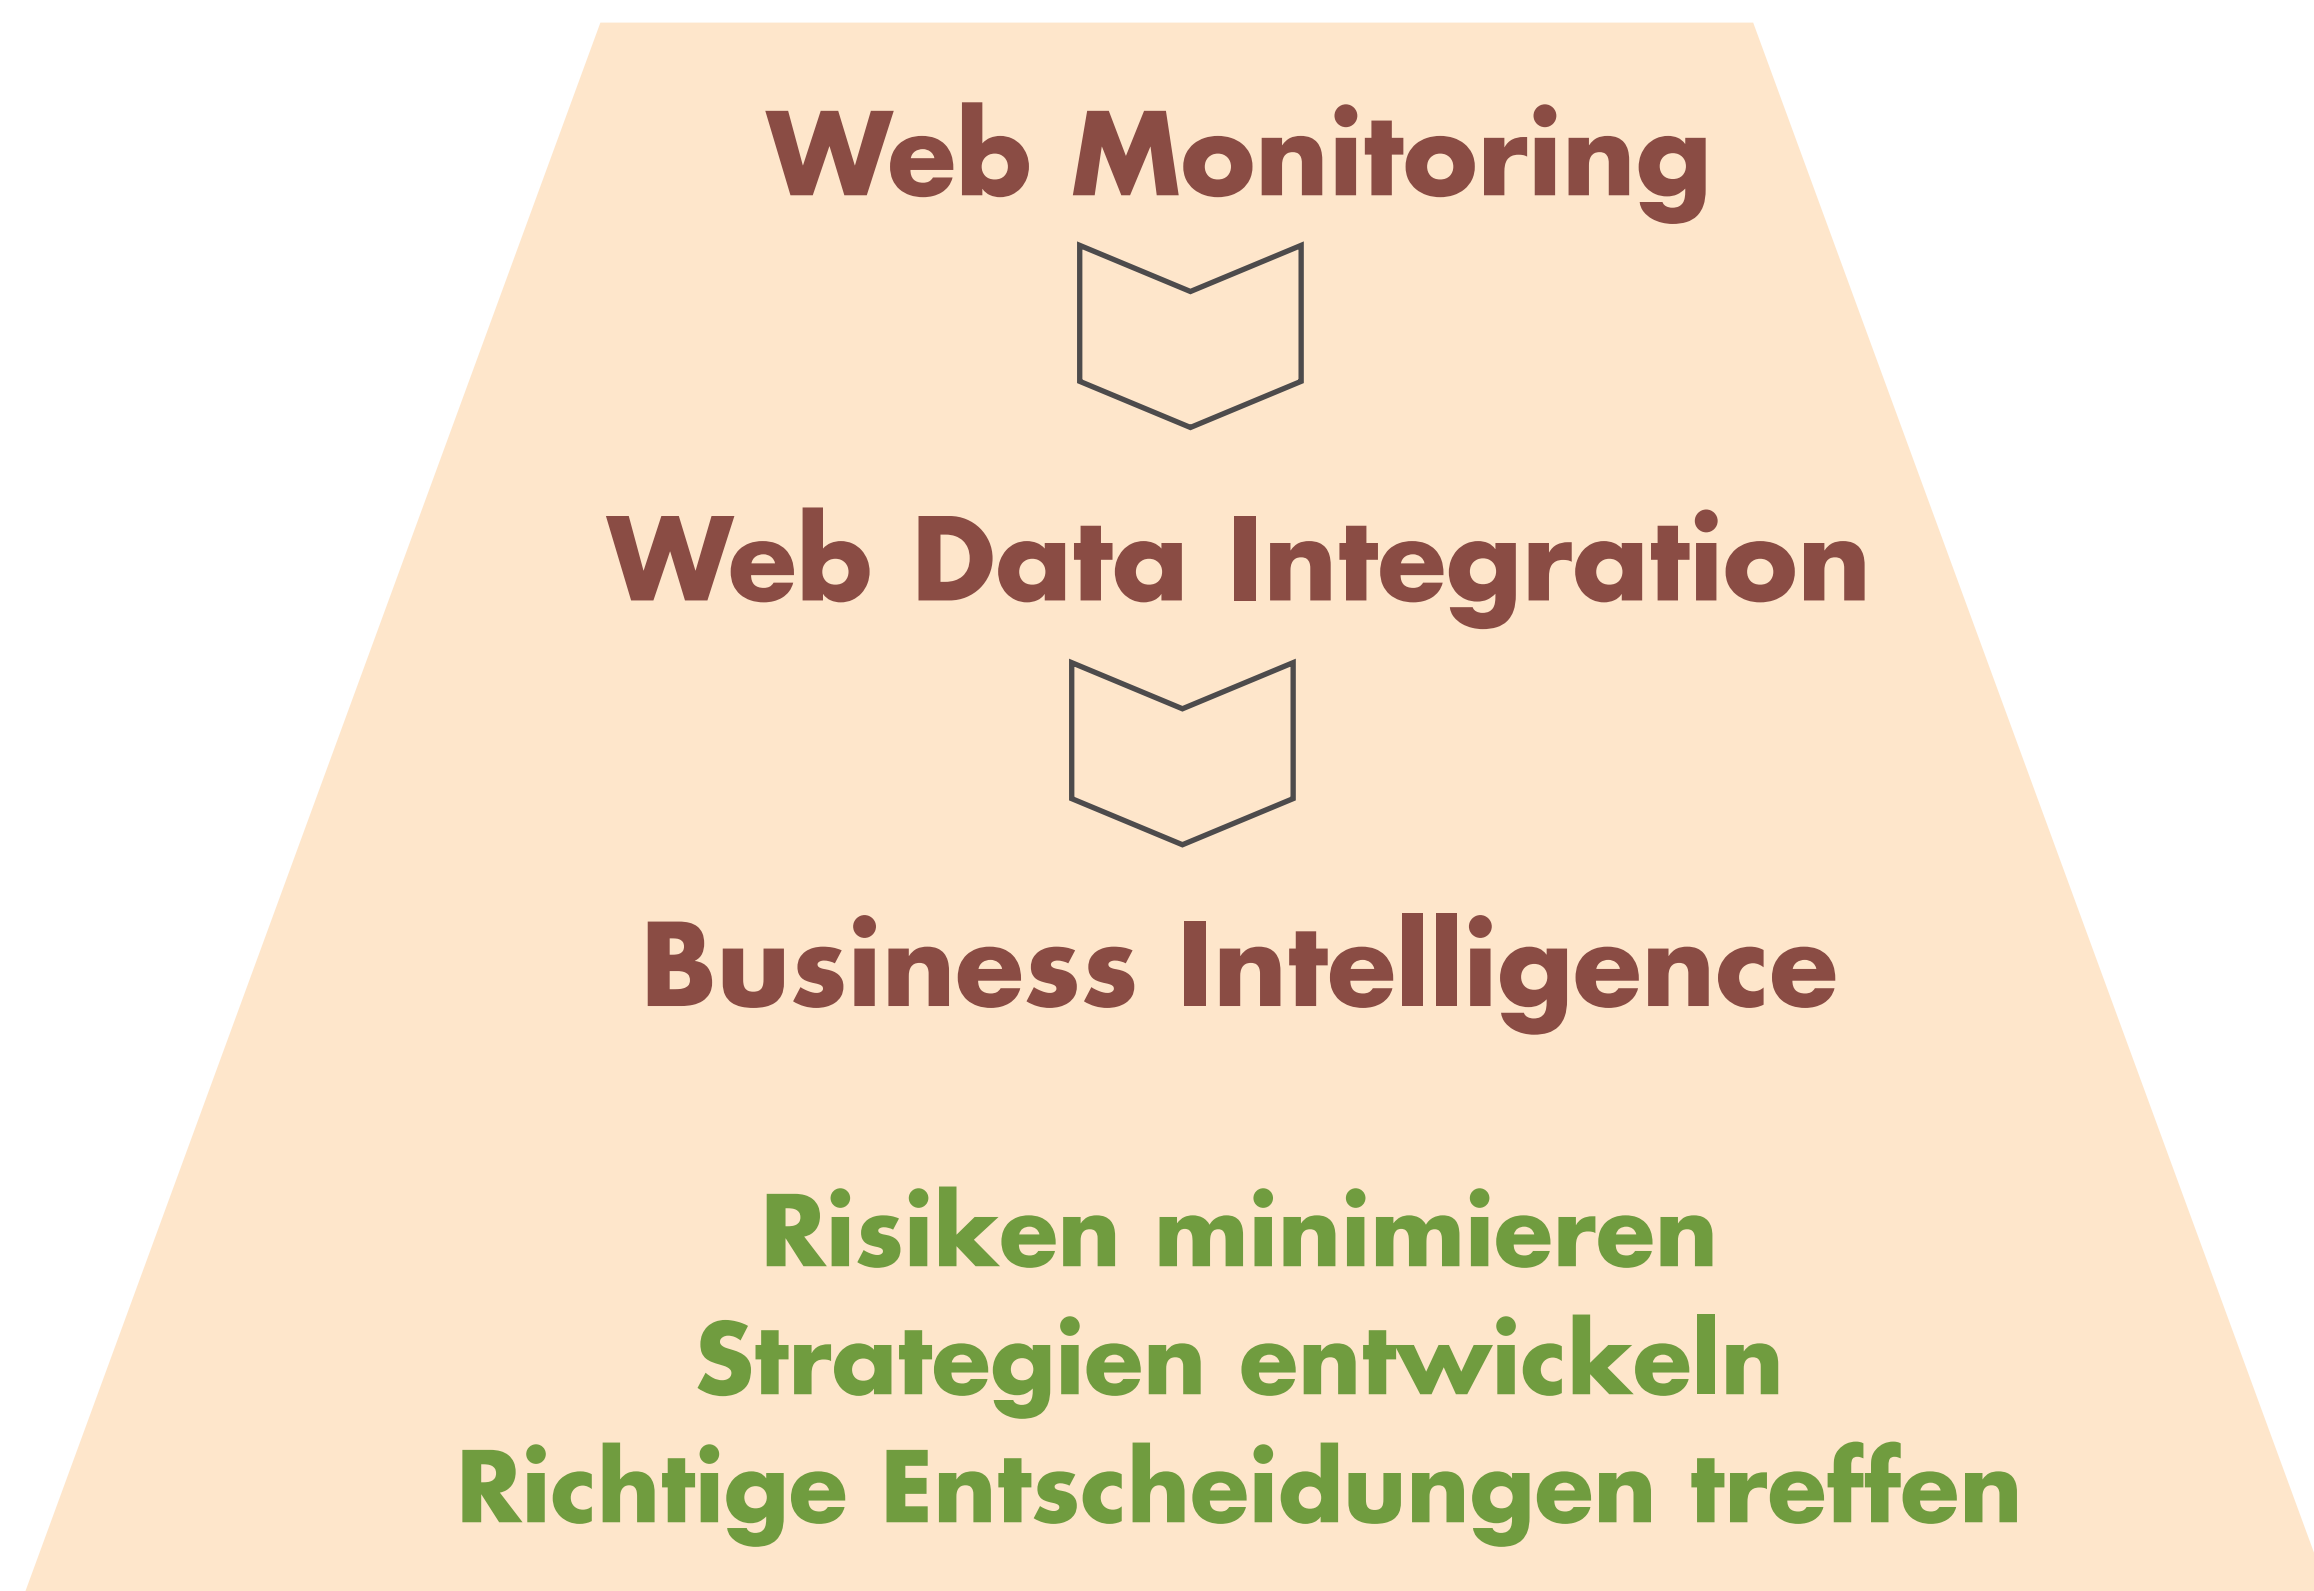 Web Monitoring
Web Data Integration
Business Intelligence
Risiken minimieren
Strategien entwickeln
Richtige Entscheidungen treffen